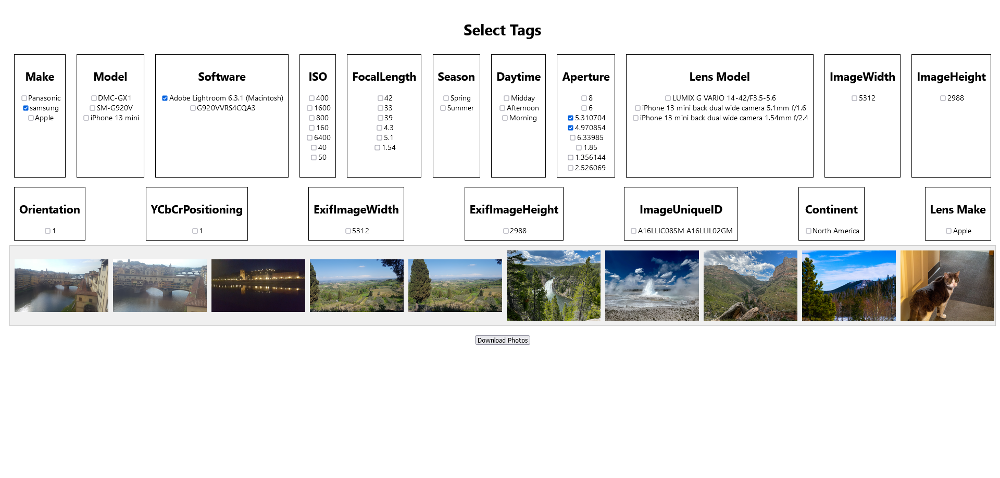 Select Tags
Make
Panasonic
samsung
Apple
Model
DMC-GX1
SM-G920V
iPhone 13 mini
Software
Adobe Lightroom 6.3.1 (Macintosh)
G920VVRS4CQA3
ISO
400
1600
800
160
6400
40
50
FocalLength
42
33
39
4.3
5.1
1.54
Season
Spring
Summer
Daytime
Midday
Afternoon
Morning
Aperture
8
6
5.310704
4.970854
6.33985
1.85
1.356144
2.526069
Lens Model
LUMIX G VARIO 14-42/F3.5-5.6
iPhone 13 mini back dual wide camera 5.1mm f/1.6
iPhone 13 mini back dual wide camera 1.54mm f/2.4
ImageWidth
5312
ImageHeight
2988
Orientation
1
YCbCrPositioning
1
ExifImageWidth
5312
ExifImageHeight
2988
ImageUniqueID
A16LLIC08SM A16LLIL02GM
Continent
North America
Lens Make
Apple
Download Photos